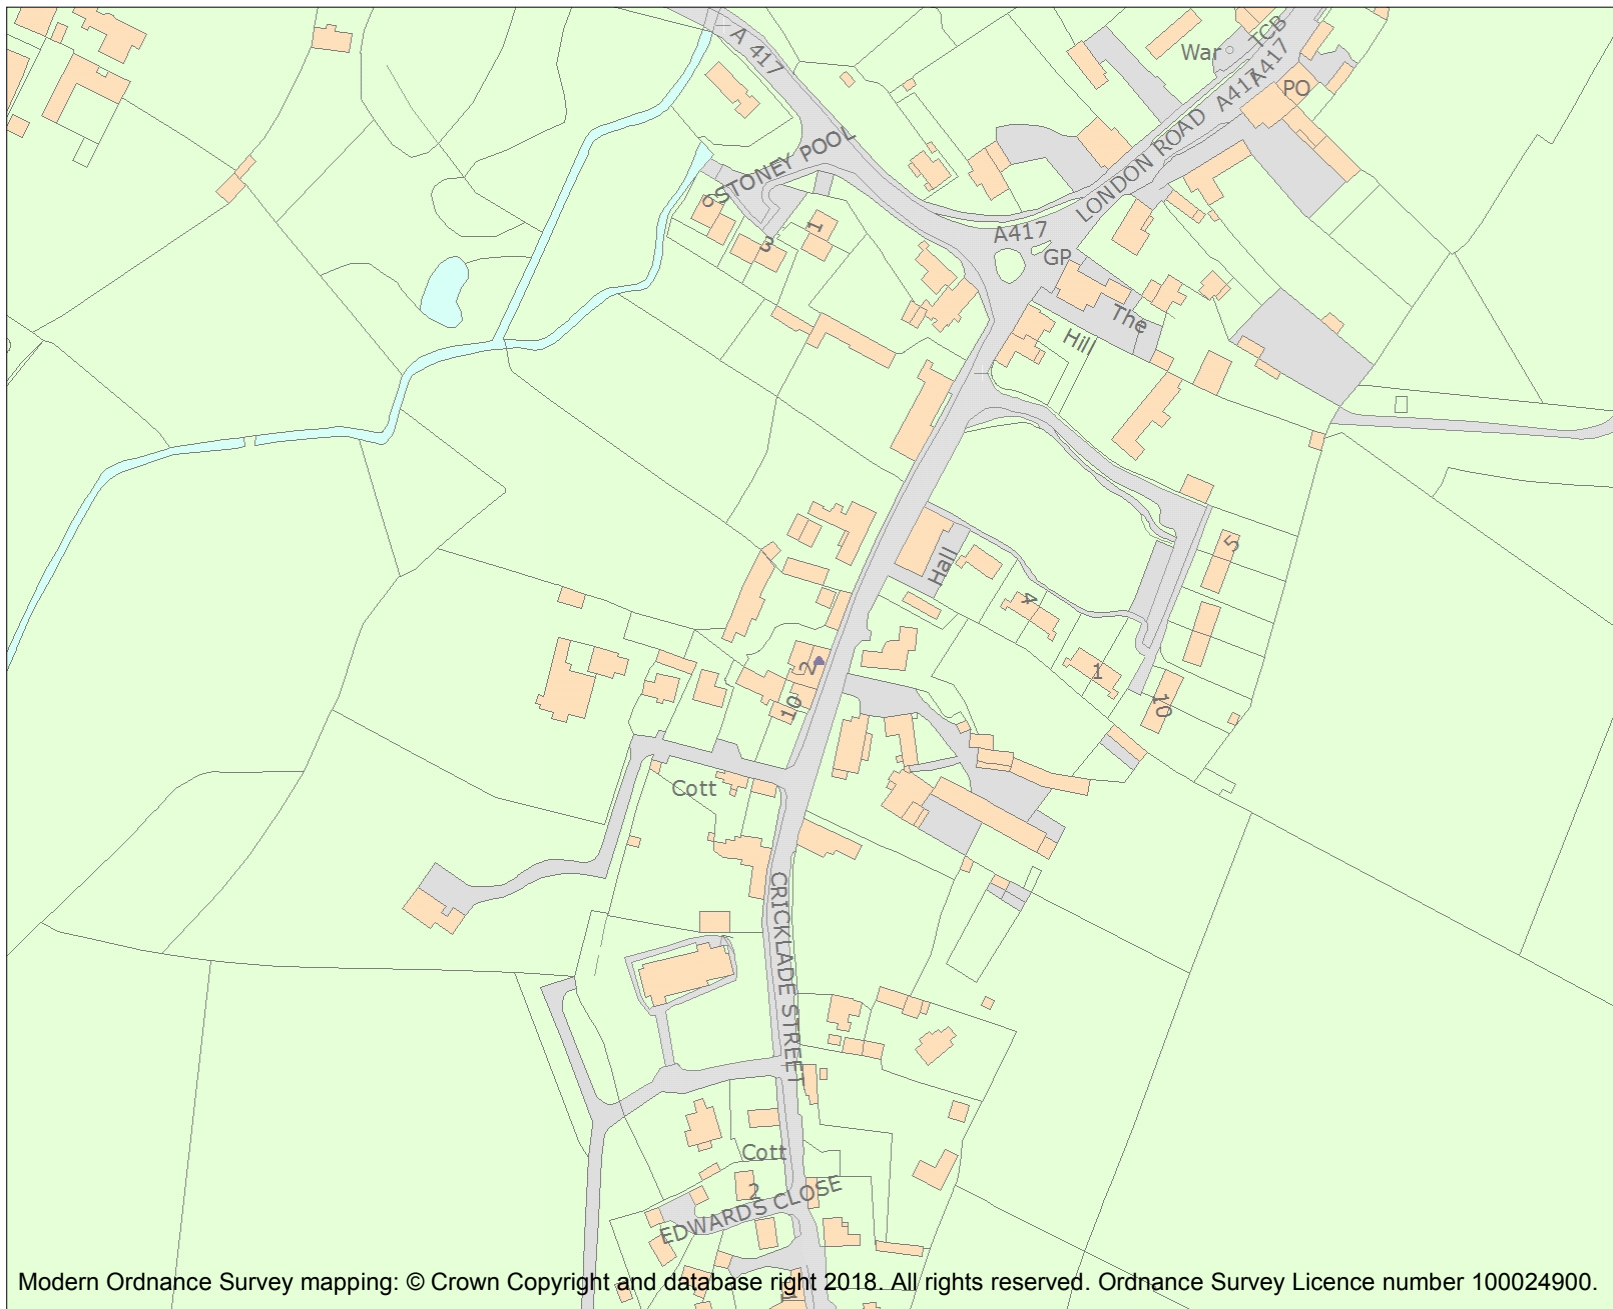 A 417
War
TCB
A417
A417
PO
STONEY POOL
LONDON ROAD
A417
GP
1
3
The
Hill
5
Hall
4
2
1
10
10
Cott
CRICKLADE STREET
Cott
2
EDWARDS CLOSE
1
Modern Ordnance Survey mapping: © Crown Copyright and database right 2018. All rights reserved. Ordnance Survey Licence number 100024900.